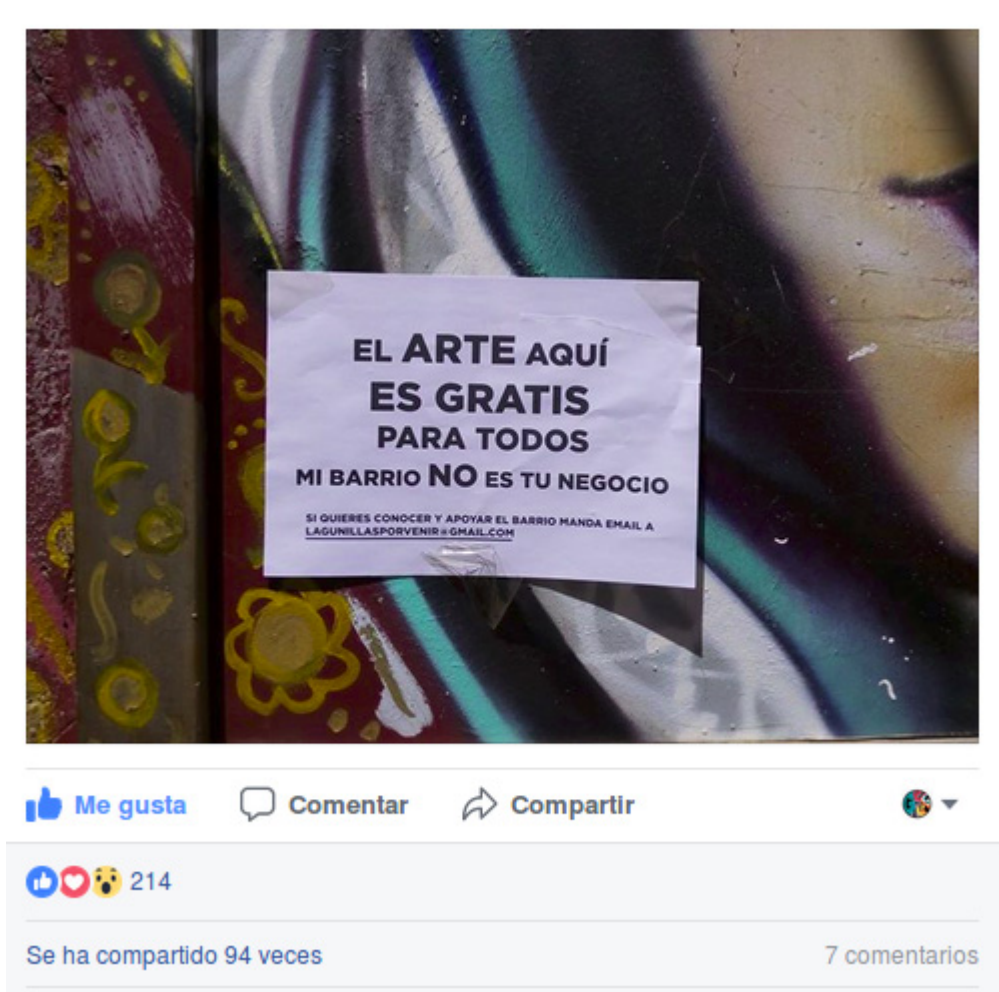 EL ARTE AQUÍ
ES GRATIS
PARA TODOS
MI BARRIO NO ES TU NEGOCIO
SI QUIERES CONOCER Y APOYAR EL BARRIO MANDA EMAIL A
LAGUNILLASPORVENIR@GMAIL.COM
Me gusta Comentar Compartir
214
Se ha compartido 94 veces 7 comentarios